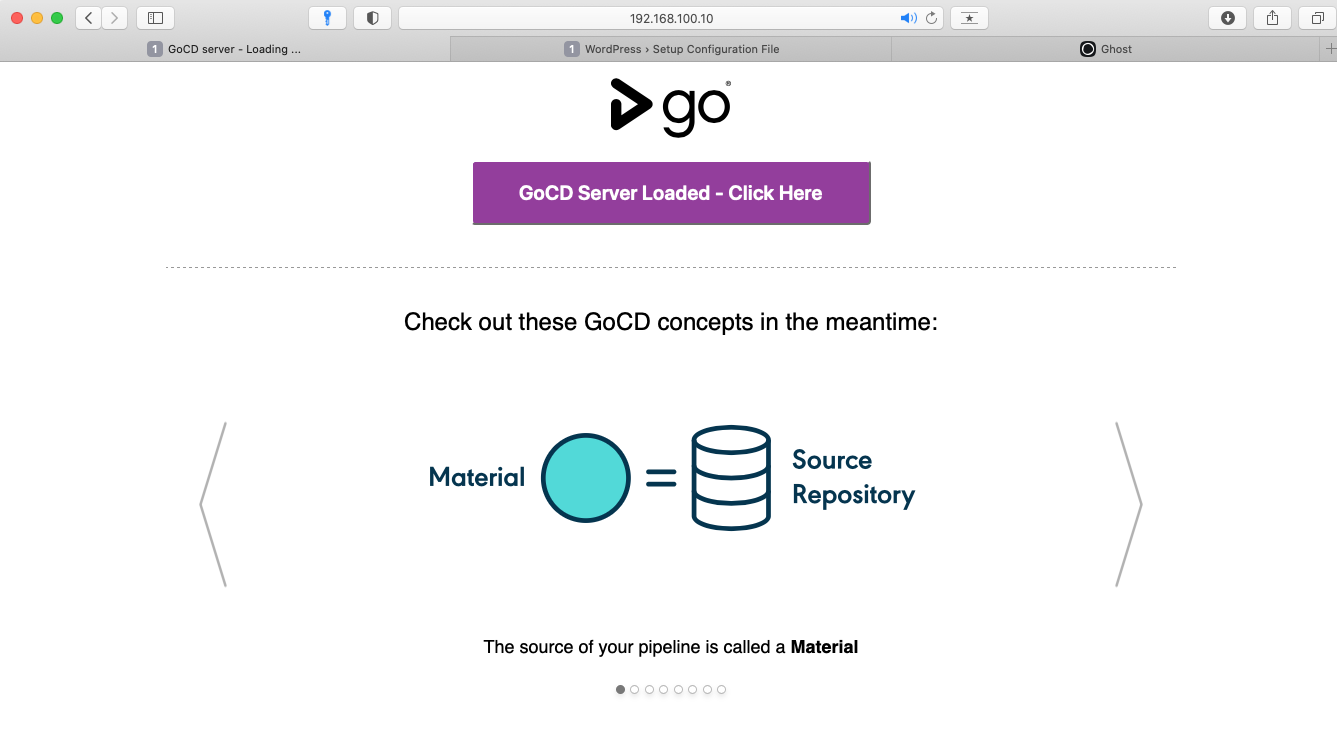 192.168.100.10
1 GoCD server - Loading ...
1 WordPress › Setup Configuration File
Ghost
go®
GoCD Server Loaded - Click Here
Check out these GoCD concepts in the meantime:
Material
=
Source
Repository
The source of your pipeline is called a Material